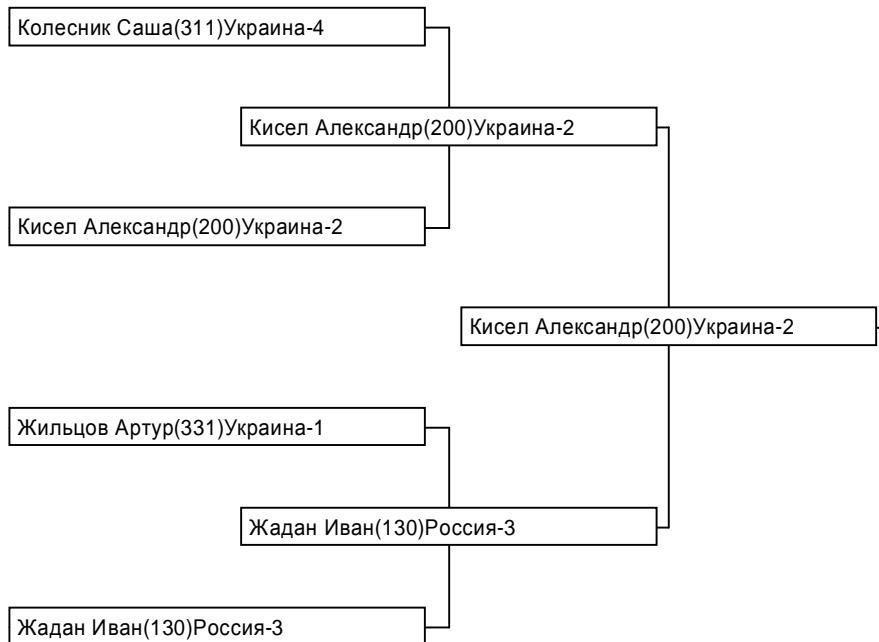 Колесник Саша(311)Украина-4
Кисел Александр(200)Украина-2
Кисел Александр(200)Украина-2
Кисел Александр(200)Украина-2
Жильцов Артур(331)Украина-1
Жадан Иван(130)Россия-3
Жадан Иван(130)Россия-3